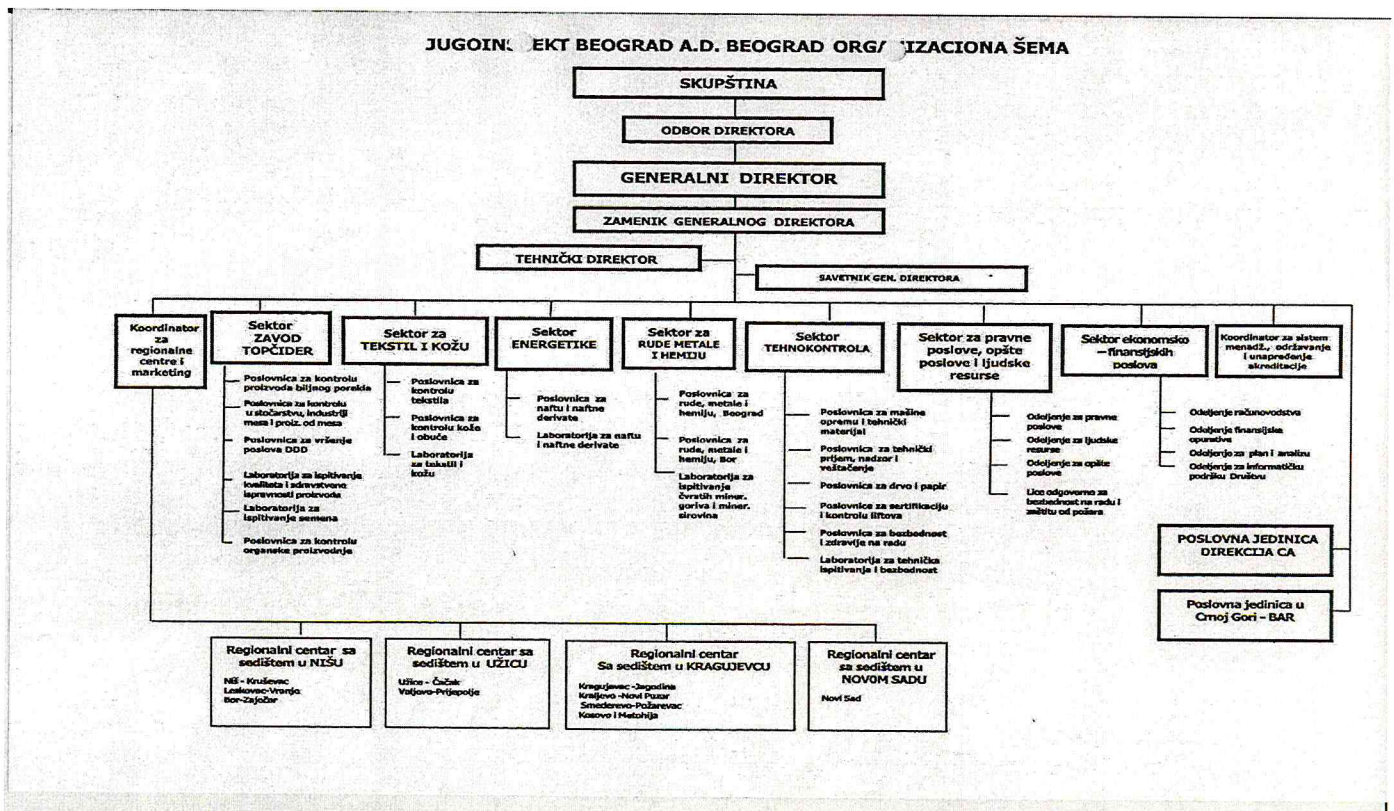 JUGOIN EKT BEOGRAD A.D. BEOGRAD ORG IZACIONA ŠEMA
SKUPŠTINA
ODBOR DIREKTORA
GENERALNI DIREKTOR
ZAMENIK GENERALNOG DIREKTORA
TEHNIČKI DIREKTOR
SAVETNIK GEN. DIREKTORA
Koordinator
za
regionalne
centre i
marketing
Sektor
ZAVOD
TOPČIDER
Poslovnica za kontrolu
proizvoda biljnog porekla
Poslovnica za kontrolu
u stočarstvu, industriji
mesa i proiz. od mesa
Poslovnica za vršenje
poslova DDD
Laboratorija za ispitivanje
kvaliteta i zdravstvene
ispravnosti proizvoda
Laboratorija za
ispitivanje semena
Poslovnica za kontrolu
organske proizvodnje
Sektor za
TEKSTIL I KOŽU
Poslovnica za
kontrolu
tekstila
Poslovnica za
kontrolu kože
i obuće
Laboratorija
za tekstil i
kožu
Sektor
ENERGETIKE
Poslovnica za
naftu i naftne
derivate
Laboratorija za naftu
i naftne derivate
Sektor za
RUDE METALE
I HEMIJU
Poslovnica za
rude, metale i
hemiju, Beograd
Poslovnica za
rude, metale i
hemiju, Bor
Laboratorija za
ispitivanje
čvrstih miner.
goriva i miner.
sirovina
Sektor
TEHNOKONTROLA
Poslovnica za mašine
opremu i tehnički
materijal
Poslovnica za tehnički
prijem, nadzor i
veštačenje
Poslovnica za drvo i papir
Poslovnice za sertifikaciju
i kontrolu liftova
Poslovnica za bezbednost
i zdravlje na radu
Laboratorija za tehnička
ispitivanja i bezbednost
Sektor za pravne
poslove, opšte
poslove i ljudske
resurse
Odeljenje za pravne
poslove
Odeljenje za ljudske
resurse
Odeljenje za opšte
poslove
Lice odgovorno za
bezbednost na radu i
zaštitu od požara
Sektor ekonomsko
–finansijskih
poslova
Odeljenje računovodstva
Odeljenje finansijske
operative
Odeljenje za plan i analizu
Odeljenje za informatičku
podršku Društvu
Koordinator za sistem
menadž., održavanje
i unapređenje
akreditacije
POSLOVNA JEDINICA
DIREKCIJA CA
Poslovna jedinica u
Crnoj Gori – BAR
Regionalni centar sa
sedištem u NIŠU
Niš - Kruševac
Leskovac-Vranje
Bor-Zaječar
Regionalni centar sa
sedištem u UŽICU
Užice - Čačak
Valjevo-Prijepolje
Regionalni centar
Sa sedištem u KRAGUJEVCU
Kragujevac -Jagodina
Kraljevo -Novi Pazar
Smederevo-Požarevac
Kosovo i Metohija
Regionalni centar
sa sedištem u
NOVOM SADU
Novi Sad